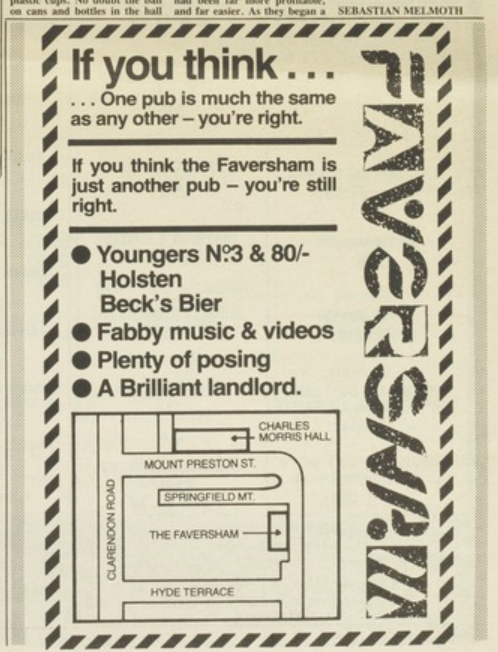 plastic cups. No doubt the ball
on cans and bottles in the hall
had been far more profitable,
and far easier. As they began a
SEBASTIAN MELMOTH
If you think . . .
. . . One pub is much the same
as any other – you're right.
If you think the Faversham is
just another pub – you're still
right.
● Youngers Nº3 & 80/-
Holsten
Beck's Bier
● Fabby music & videos
● Plenty of posing
● A Brilliant landlord.
FAVERSHAM
CHARLES
MORRIS HALL
MOUNT PRESTON ST.
SPRINGFIELD MT.
CLARENDON ROAD
THE FAVERSHAM
HYDE TERRACE